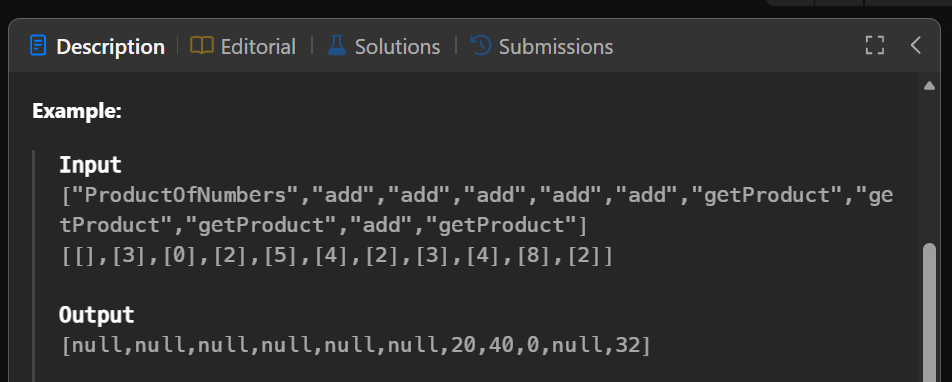 Description Editorial Solutions Submissions
Example:
Input
["ProductOfNumbers","add","add","add","add","add","getProduct","ge
tProduct","getProduct","add","getProduct"]
[[],[3],[0],[2],[5],[4],[2],[3],[4],[8],[2]]
Output
[null,null,null,null,null,null,20,40,0,null,32]